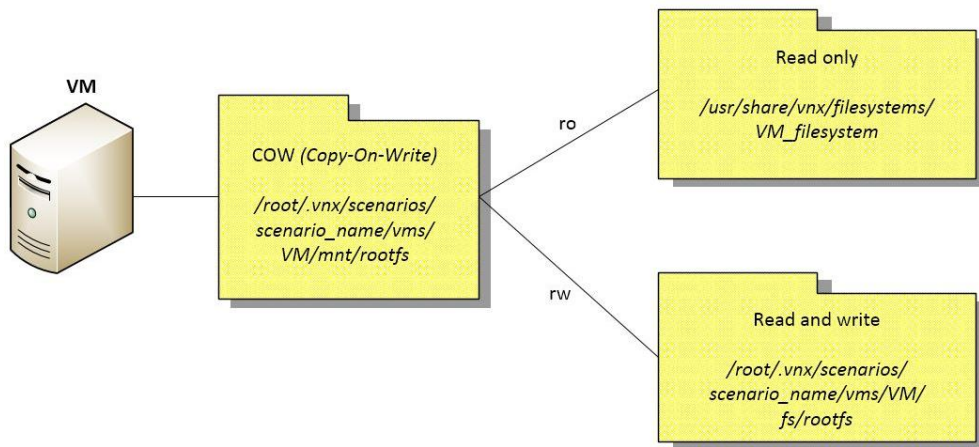 VM
COW (Copy-On-Write)
/root/.vnx/scenarios/
scenario_name/vms/
VM/mnt/rootfs
ro
rw
Read only
/usr/share/vnx/filesystems/
VM_filesystem
Read and write
/root/.vnx/scenarios/
scenario_name/vms/VM/
fs/rootfs